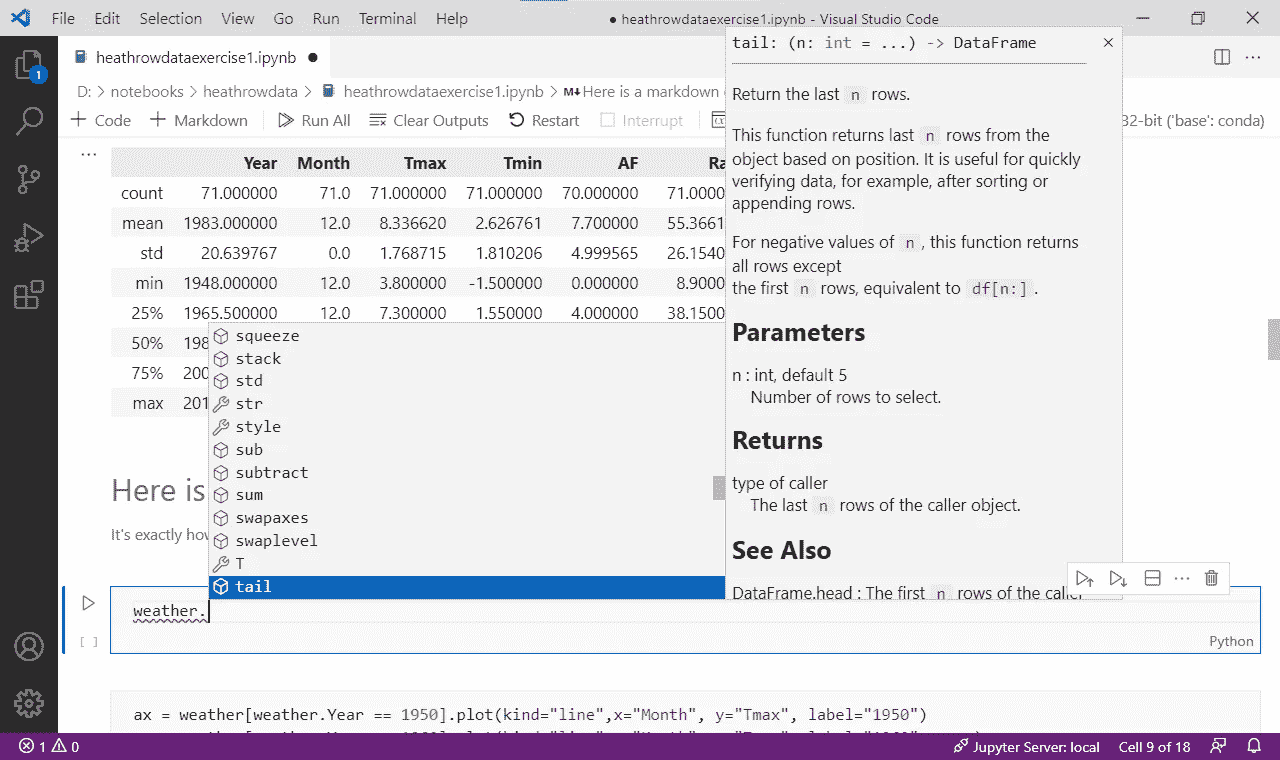 File Edit Selection View Go Run Terminal Help
● heathrowdataexercise1.ipynb - Visual Studio Code
heathrowdataexercise1.ipynb ●
D: > notebooks > heathrowdata > heathrowdataexercise1.ipynb > M↓Here is a markdown
+ Code + Markdown Run All Clear Outputs Restart Interrupt
32-bit ('base': conda)
1
...
Year Month Tmax Tmin AF
count 71.000000 71.0 71.000000 71.000000 70.000000 71.0000
mean 1983.000000 12.0 8.336620 2.626761 7.700000 55.3661
std 20.639767 0.0 1.768715 1.810206 4.999565 26.1540
min 1948.000000 12.0 3.800000 -1.500000 0.000000 8.9000
25% 1965.500000 12.0 7.300000 1.550000 4.000000 38.1500
50% 198
75% 200
max 201
Here is
It's exactly how
squeeze
stack
std
str
style
sub
subtract
sum
swapaxes
swaplevel
T
tail
tail: (n: int = ...) -> DataFrame
Return the last n rows.
This function returns last n rows from the
object based on position. It is useful for quickly
verifying data, for example, after sorting or
appending rows.
For negative values of n, this function returns
all rows except
the first n rows, equivalent to df[n:].
Parameters
n : int, default 5
Number of rows to select.
Returns
type of caller
The last n rows of the caller object.
See Also
DataFrame.head : The first n rows of the
weather.
[ ]
Python
ax = weather[weather.Year == 1950].plot(kind="line",x="Month", y="Tmax", label="1950")
1 0
Jupyter Server: local Cell 9 of 18